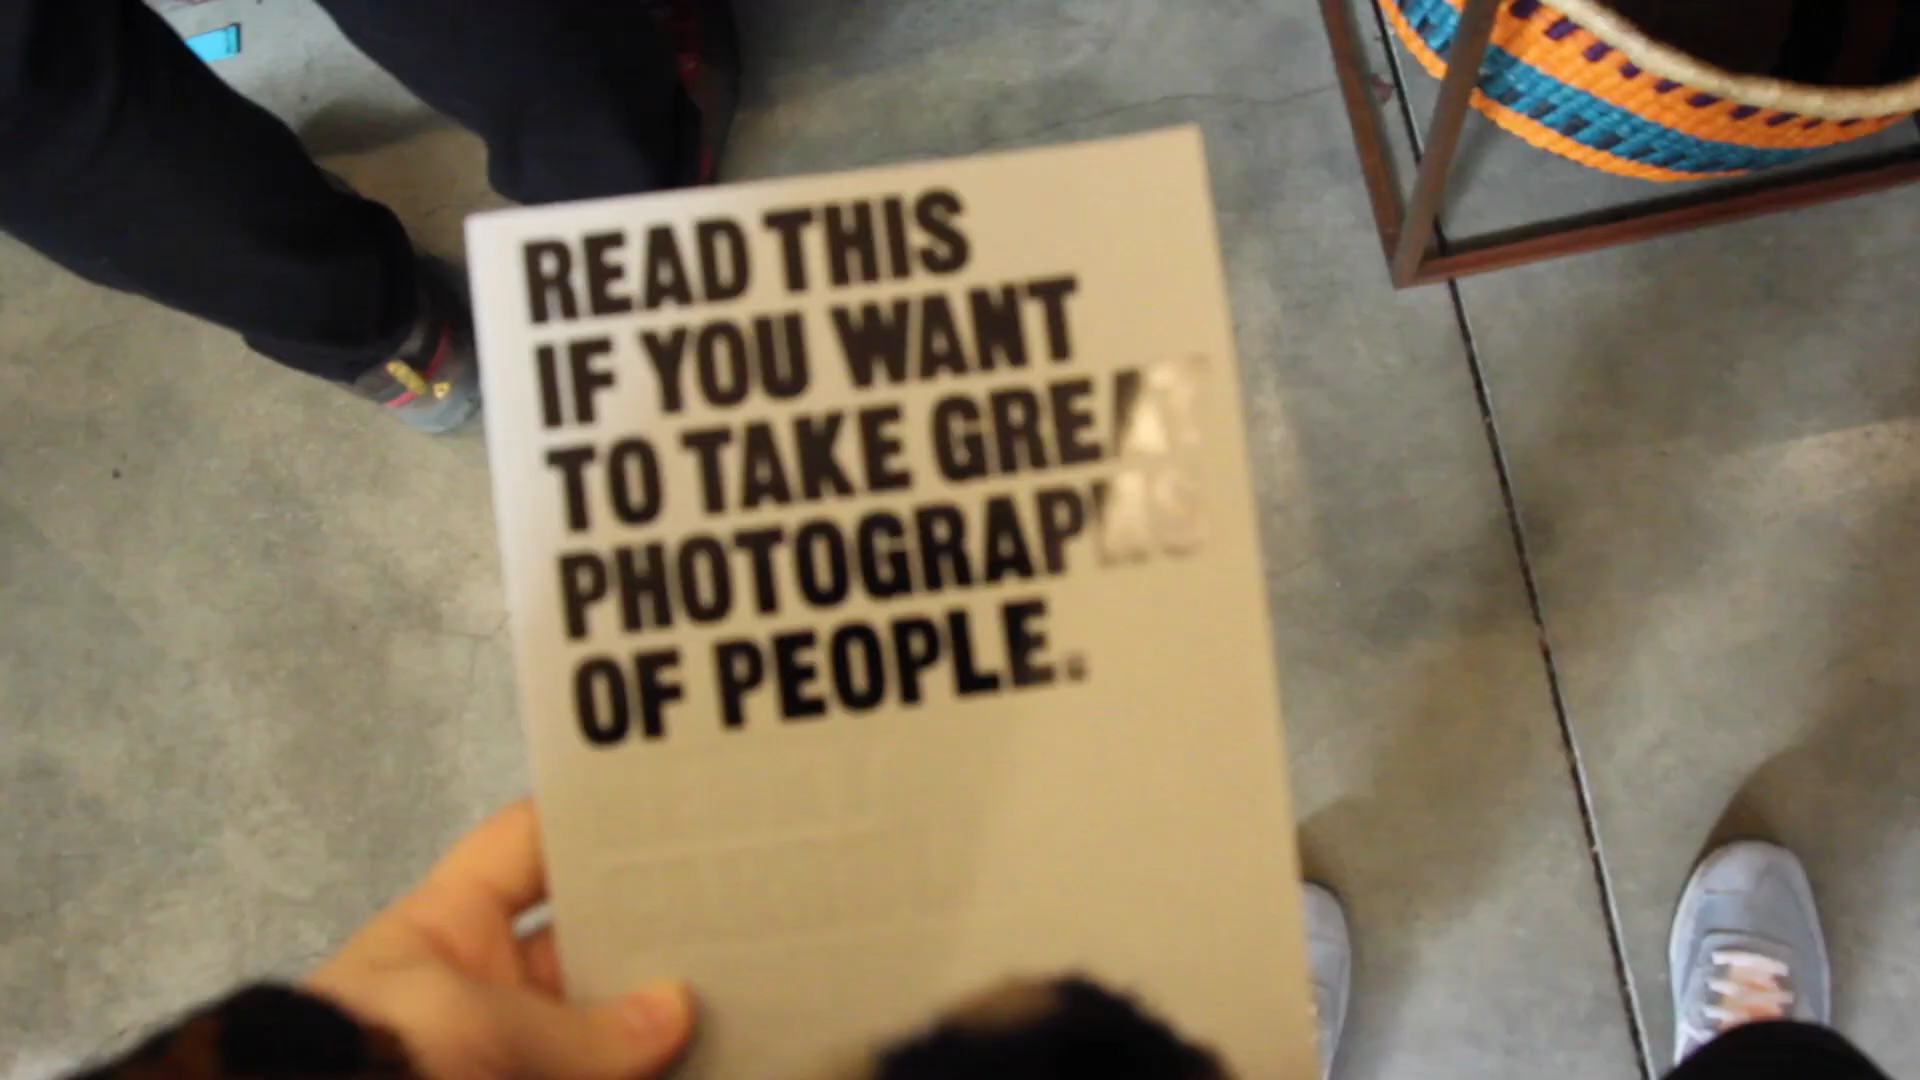 READ THIS
IF YOU WANT
TO TAKE GREAT
PHOTOGRAPHS
OF PEOPLE.